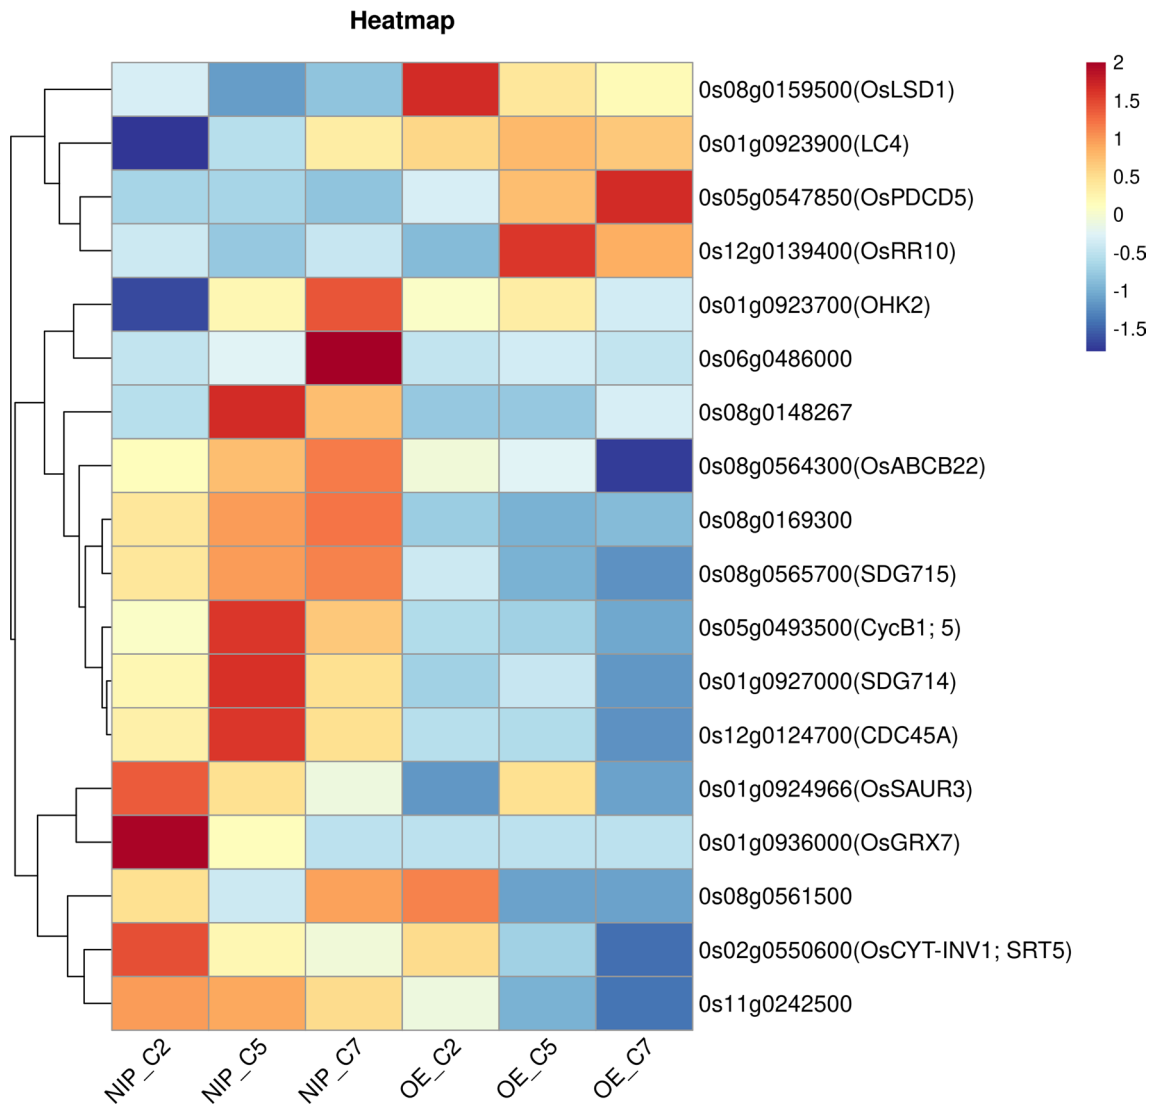 Heatmap
2
1.5
1
0.5
0
-0.5
-1
-1.5
0s08g0159500(OsLSD1)
0s01g0923900(LC4)
0s05g0547850(OsPDCD5)
0s12g0139400(OsRR10)
0s01g0923700(OHK2)
0s06g0486000
0s08g0148267
0s08g0564300(OsABCB22)
0s08g0169300
0s08g0565700(SDG715)
0s05g0493500(CycB1; 5)
0s01g0927000(SDG714)
0s12g0124700(CDC45A)
0s01g0924966(OsSAUR3)
0s01g0936000(OsGRX7)
0s08g0561500
0s02g0550600(OsCYT-INV1; SRT5)
0s11g0242500
NIP_C2
NIP_C5
NIP_C7
OE_C2
OE_C5
OE_C7